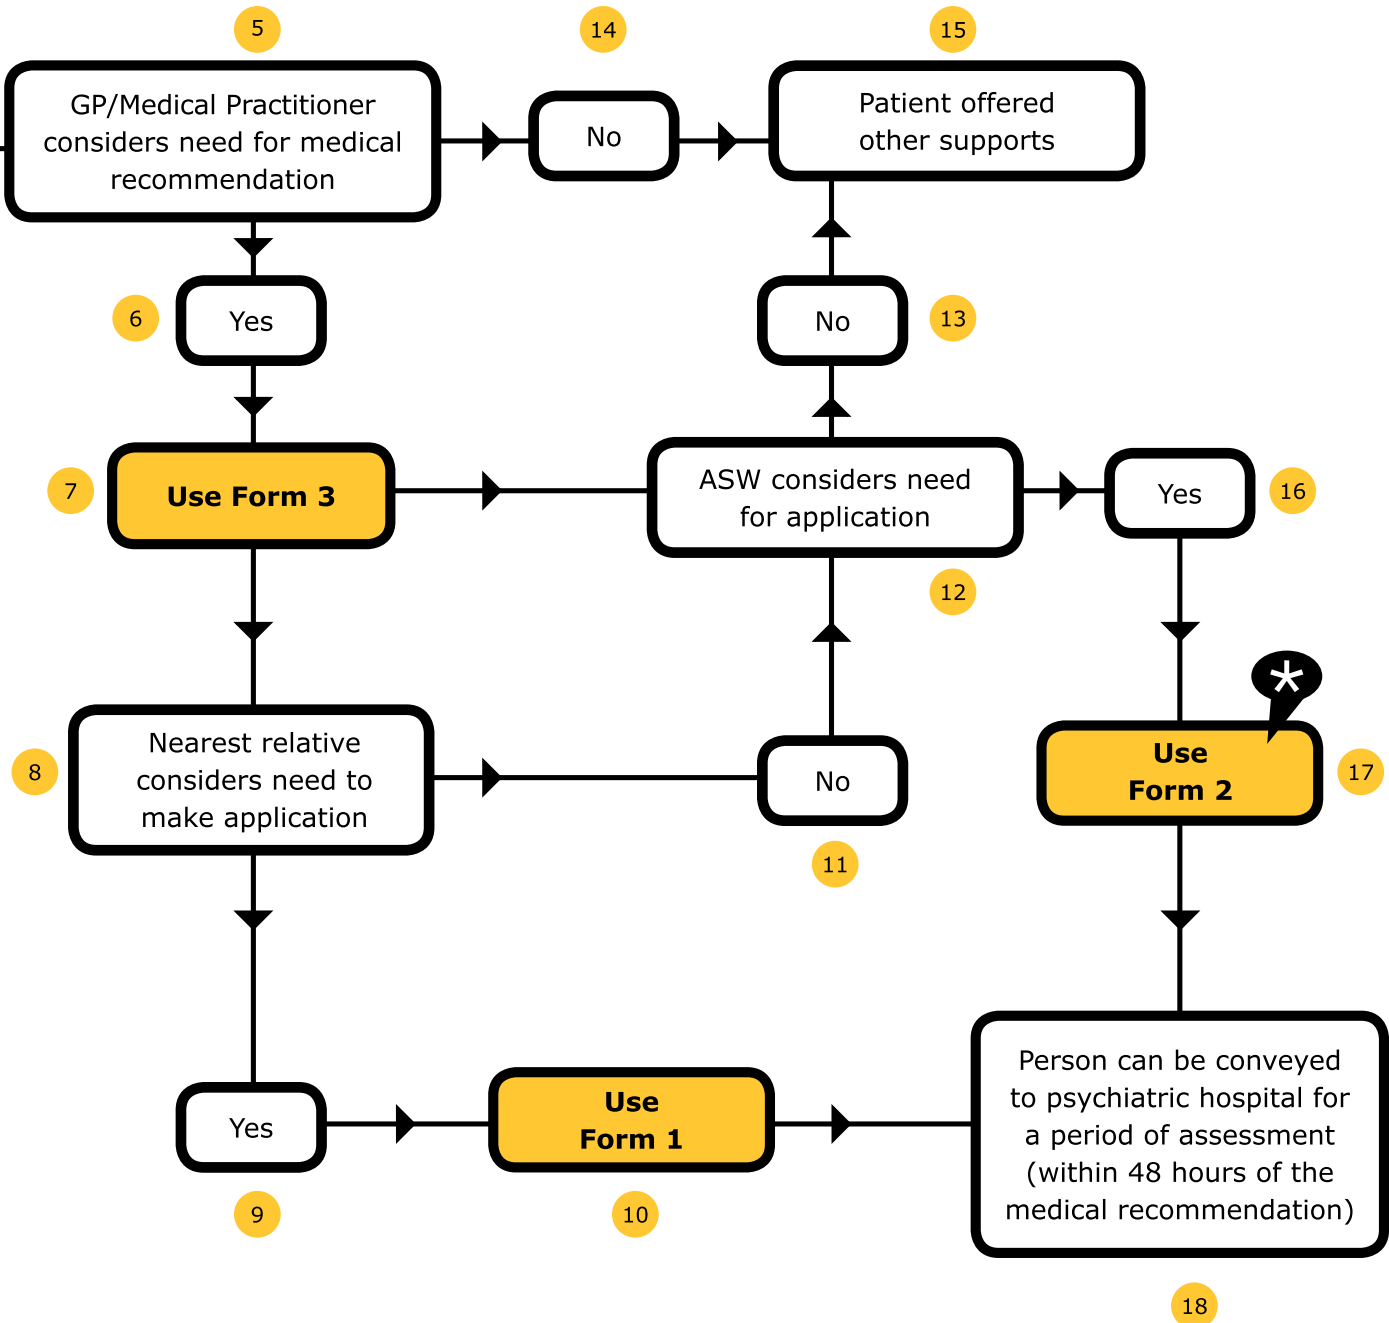 5
14
15
GP/Medical Practitioner
considers need for medical
recommendation
No
Patient offered
other supports
6
Yes
No
13
7
Use Form 3
ASW considers need
for application
Yes
16
12
8
Nearest relative
considers need to
make application
No
11
*
Use
Form 2
17
Yes
9
Use
Form 1
10
Person can be conveyed
to psychiatric hospital for
a period of assessment
(within 48 hours of the
medical recommendation)
18